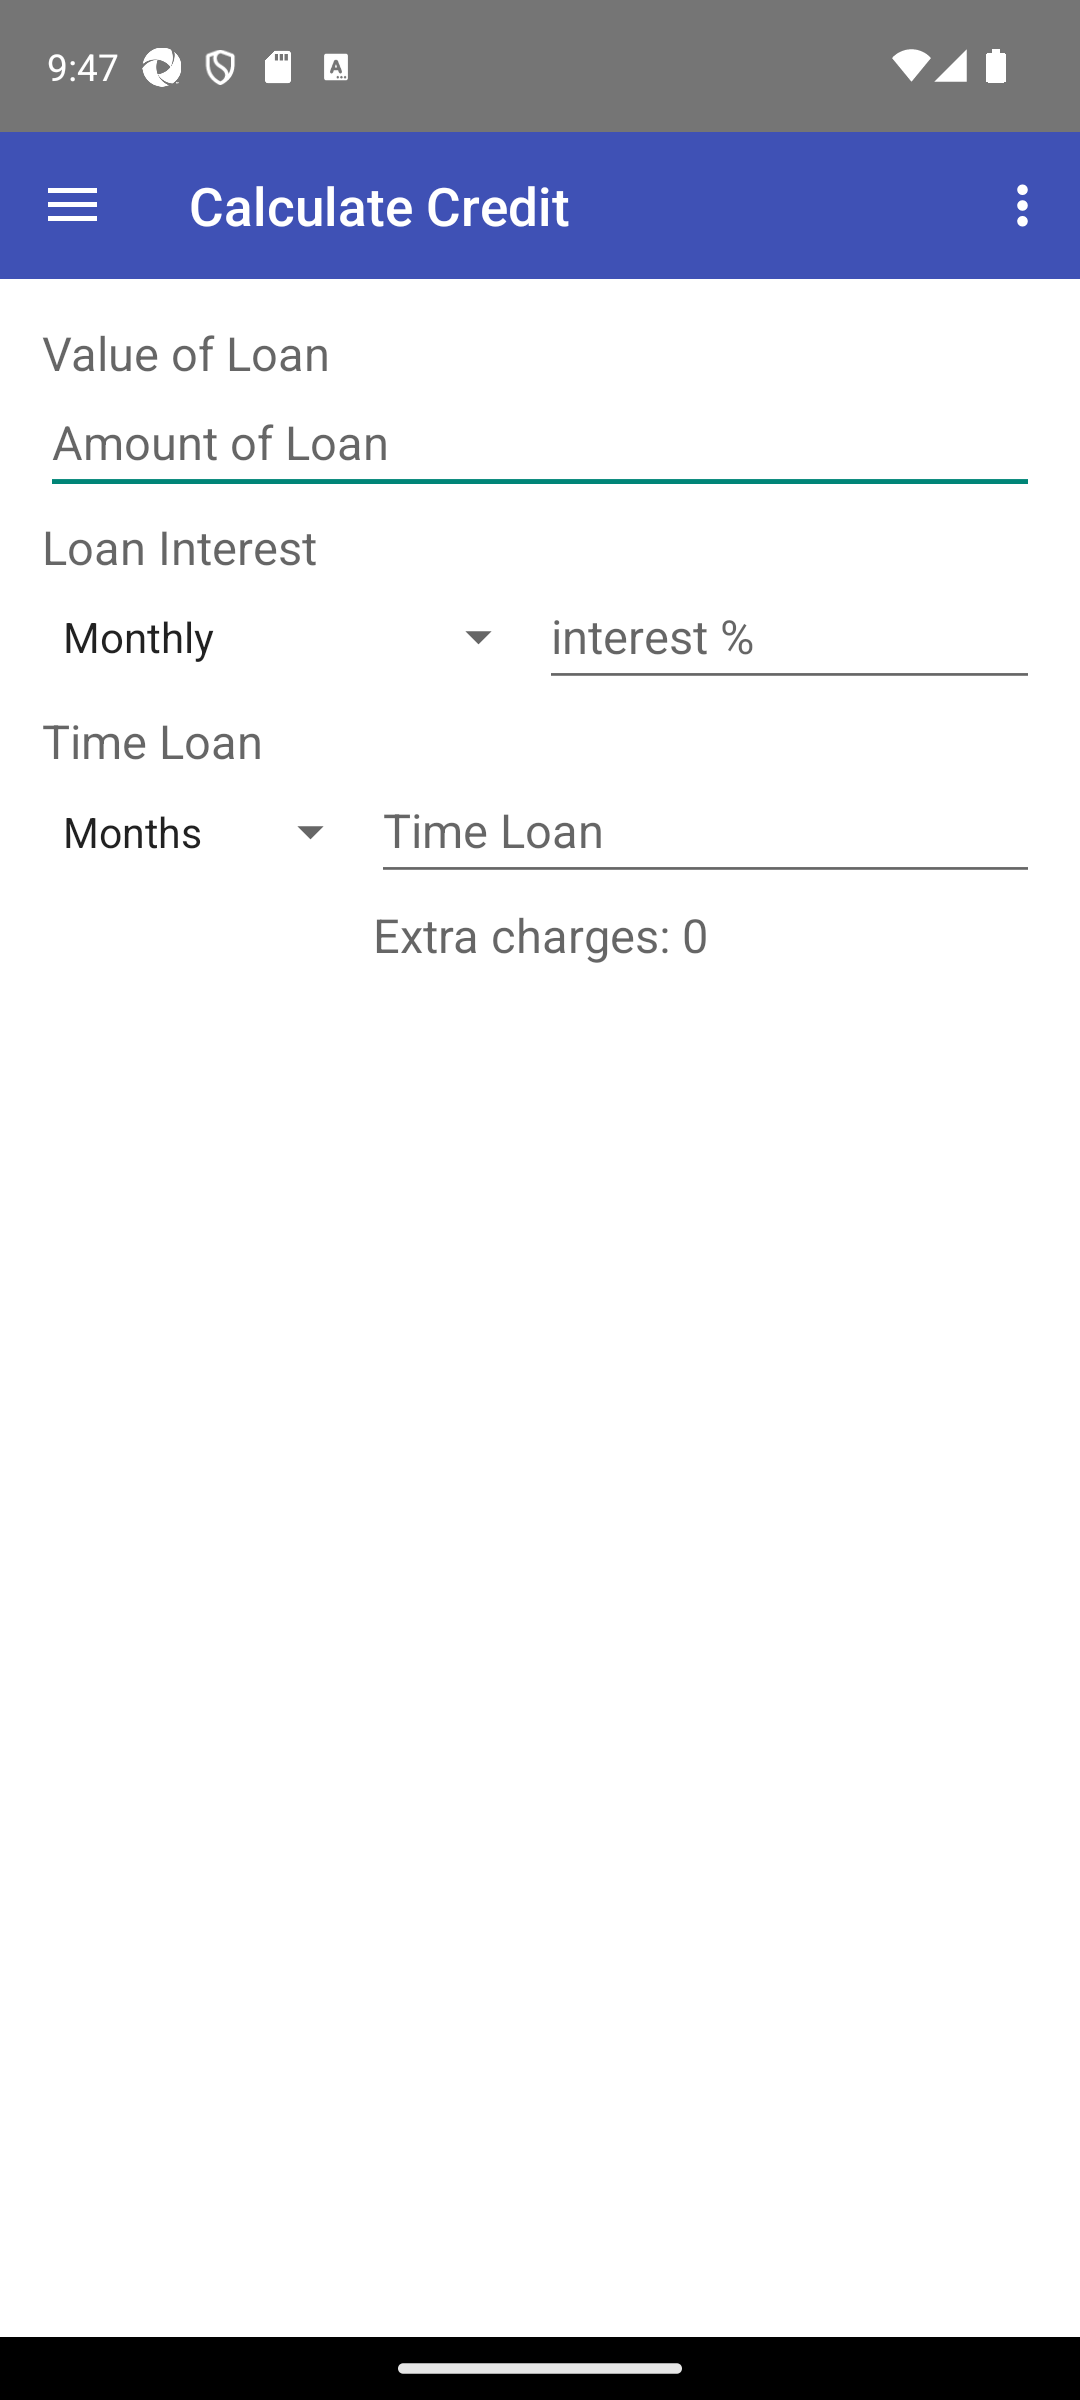 9:47
Calculate Credit
Value of Loan
Amount of Loan
Loan Interest
Monthly interest %
Time Loan
Months Time Loan
Extra charges: 0